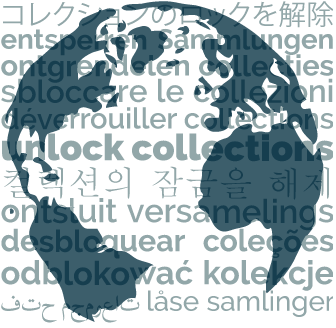 コレクションのロックを解除
entsperren sammlungen
ontgrendelen collecties
sbloccare le collezioni
déverrouiller collections
unlock collections
컬렉션의 잠금을 해제
ontsluit versamelings
desbloquear coleções
odblokować kolekcje
låse samlinger